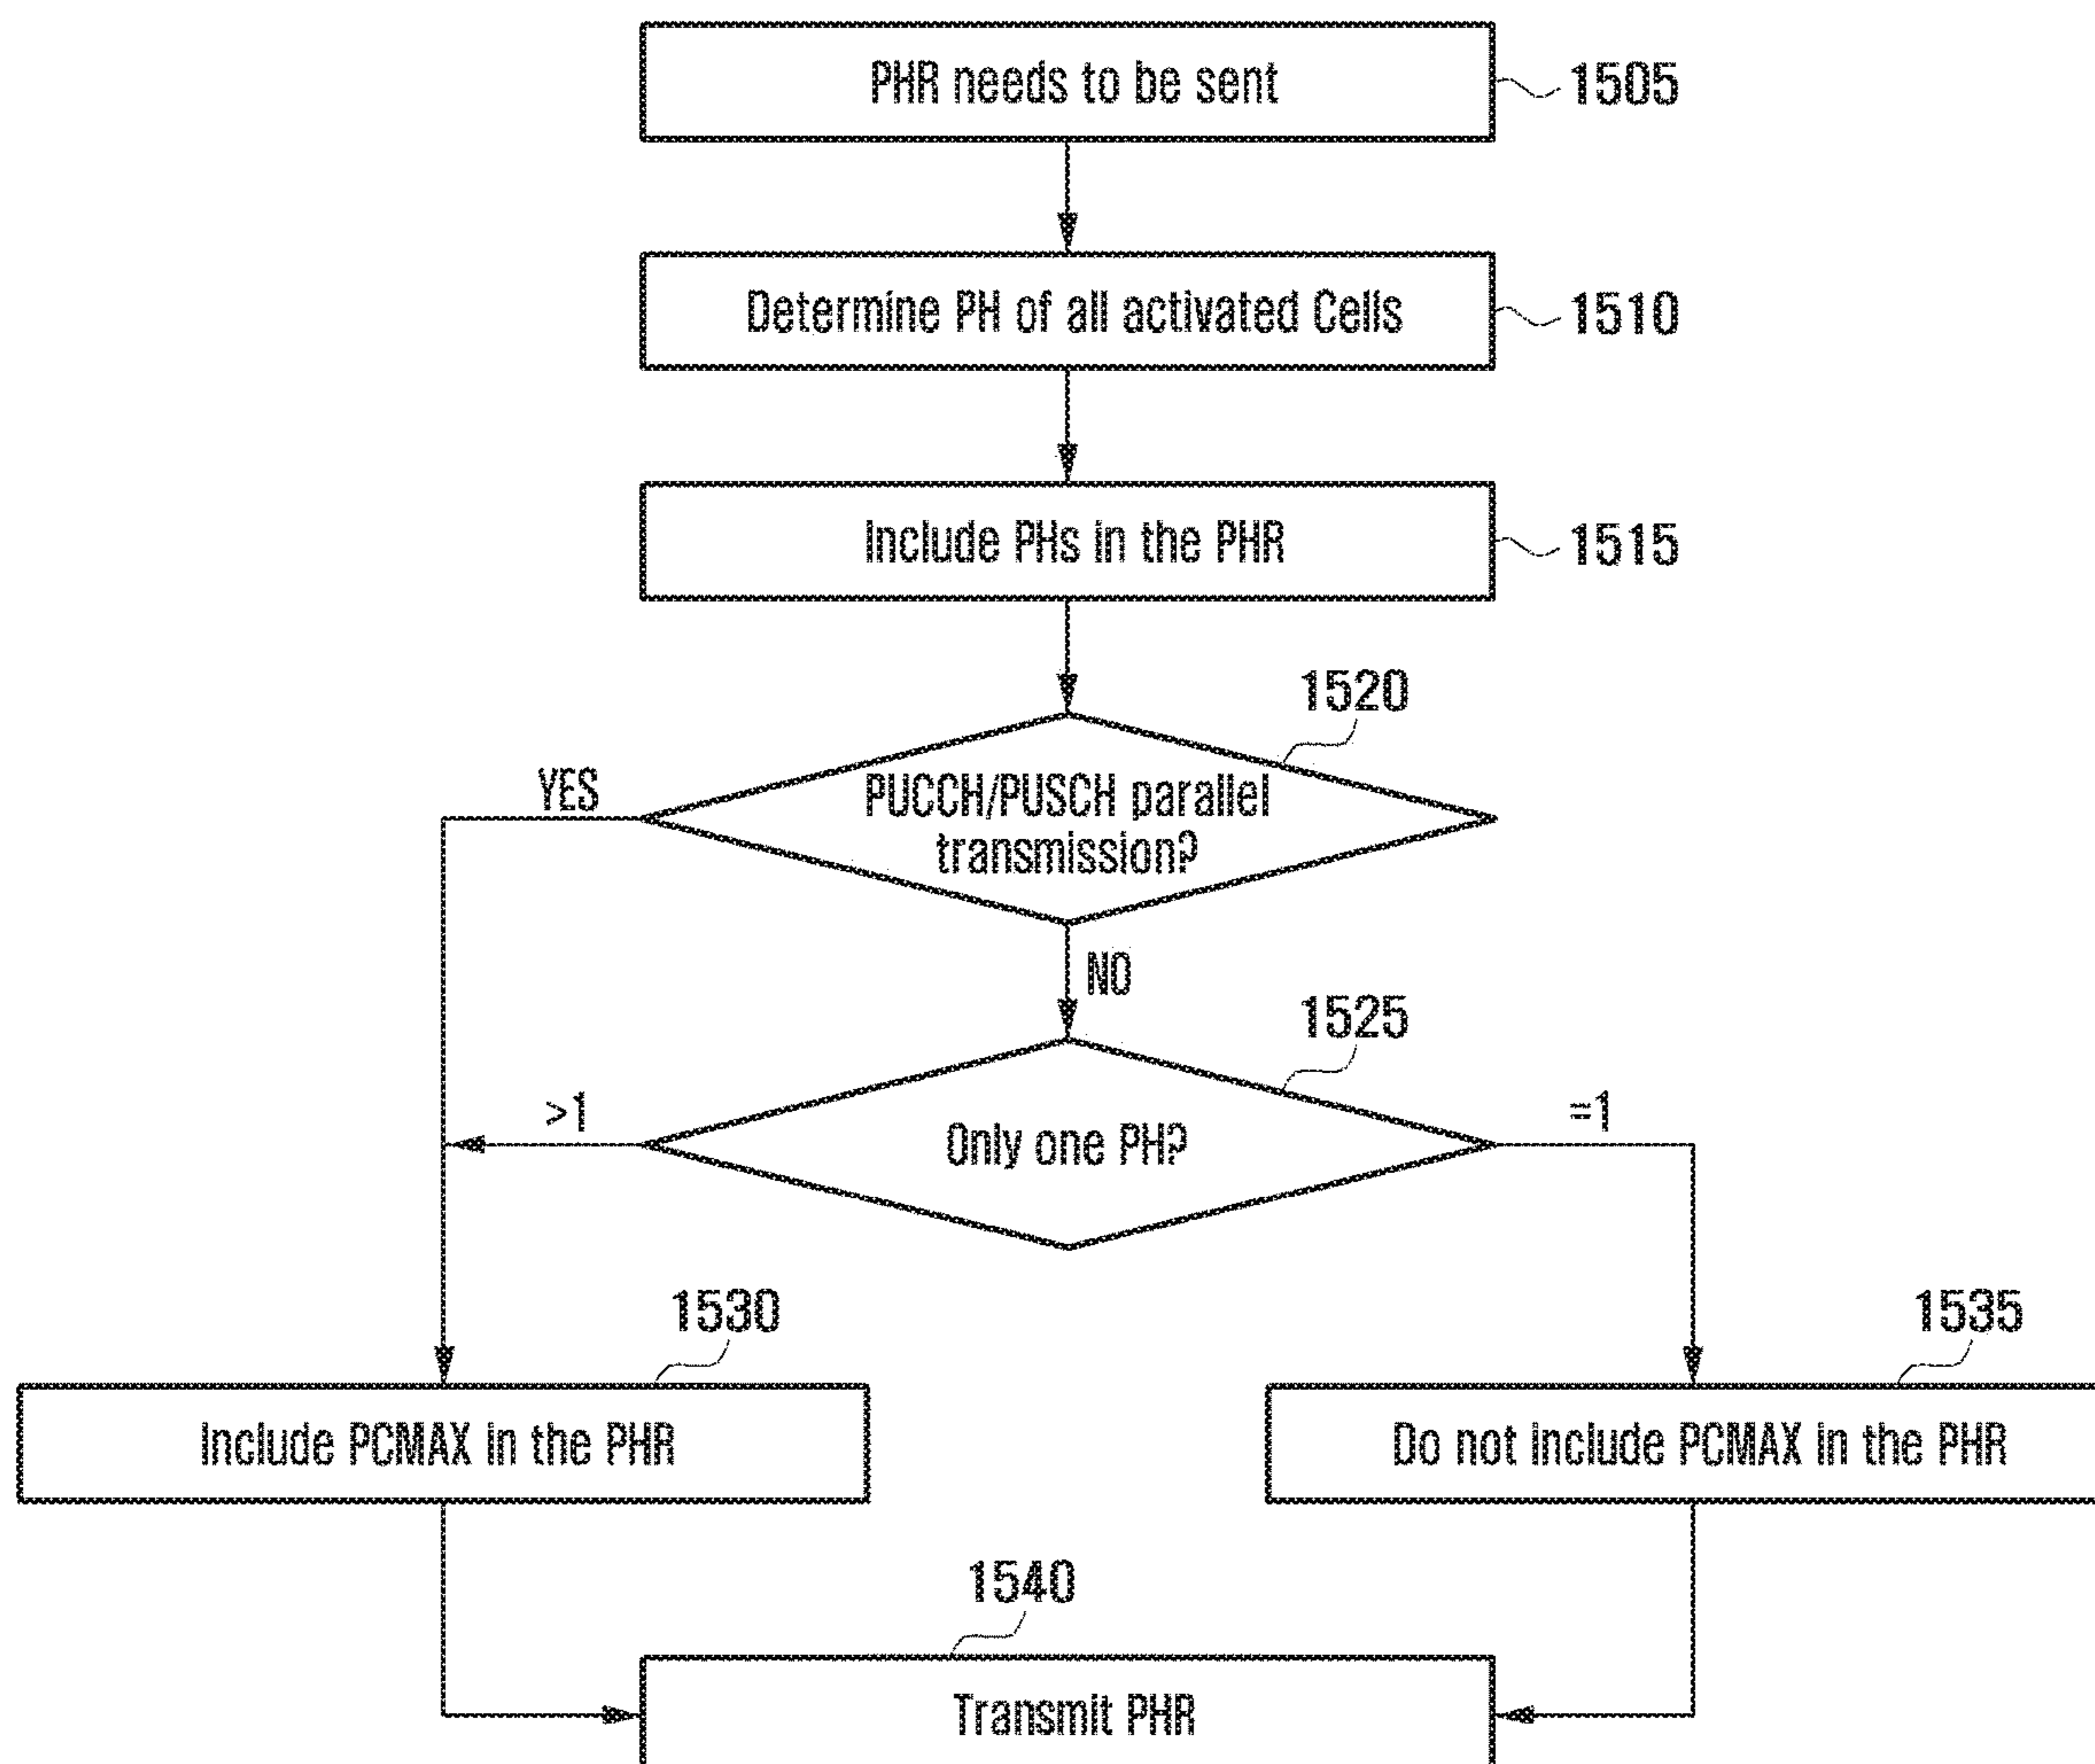 PHR needs to be sent
1505
Determine PH of all activated Cells
1510
Include PHs in the PHR
1515
1520
YES
PUCCH/PUSCH parallel
transmission?
NO
1525
>1
Only one PH?
=1
1530
1535
Include PCMAX in the PHR
Do not include PCMAX in the PHR
1540
Transmit PHR